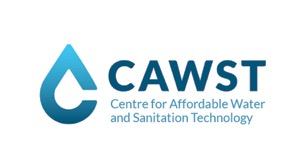 CAWST
Centre for Affordable Water
and Sanitation Technology